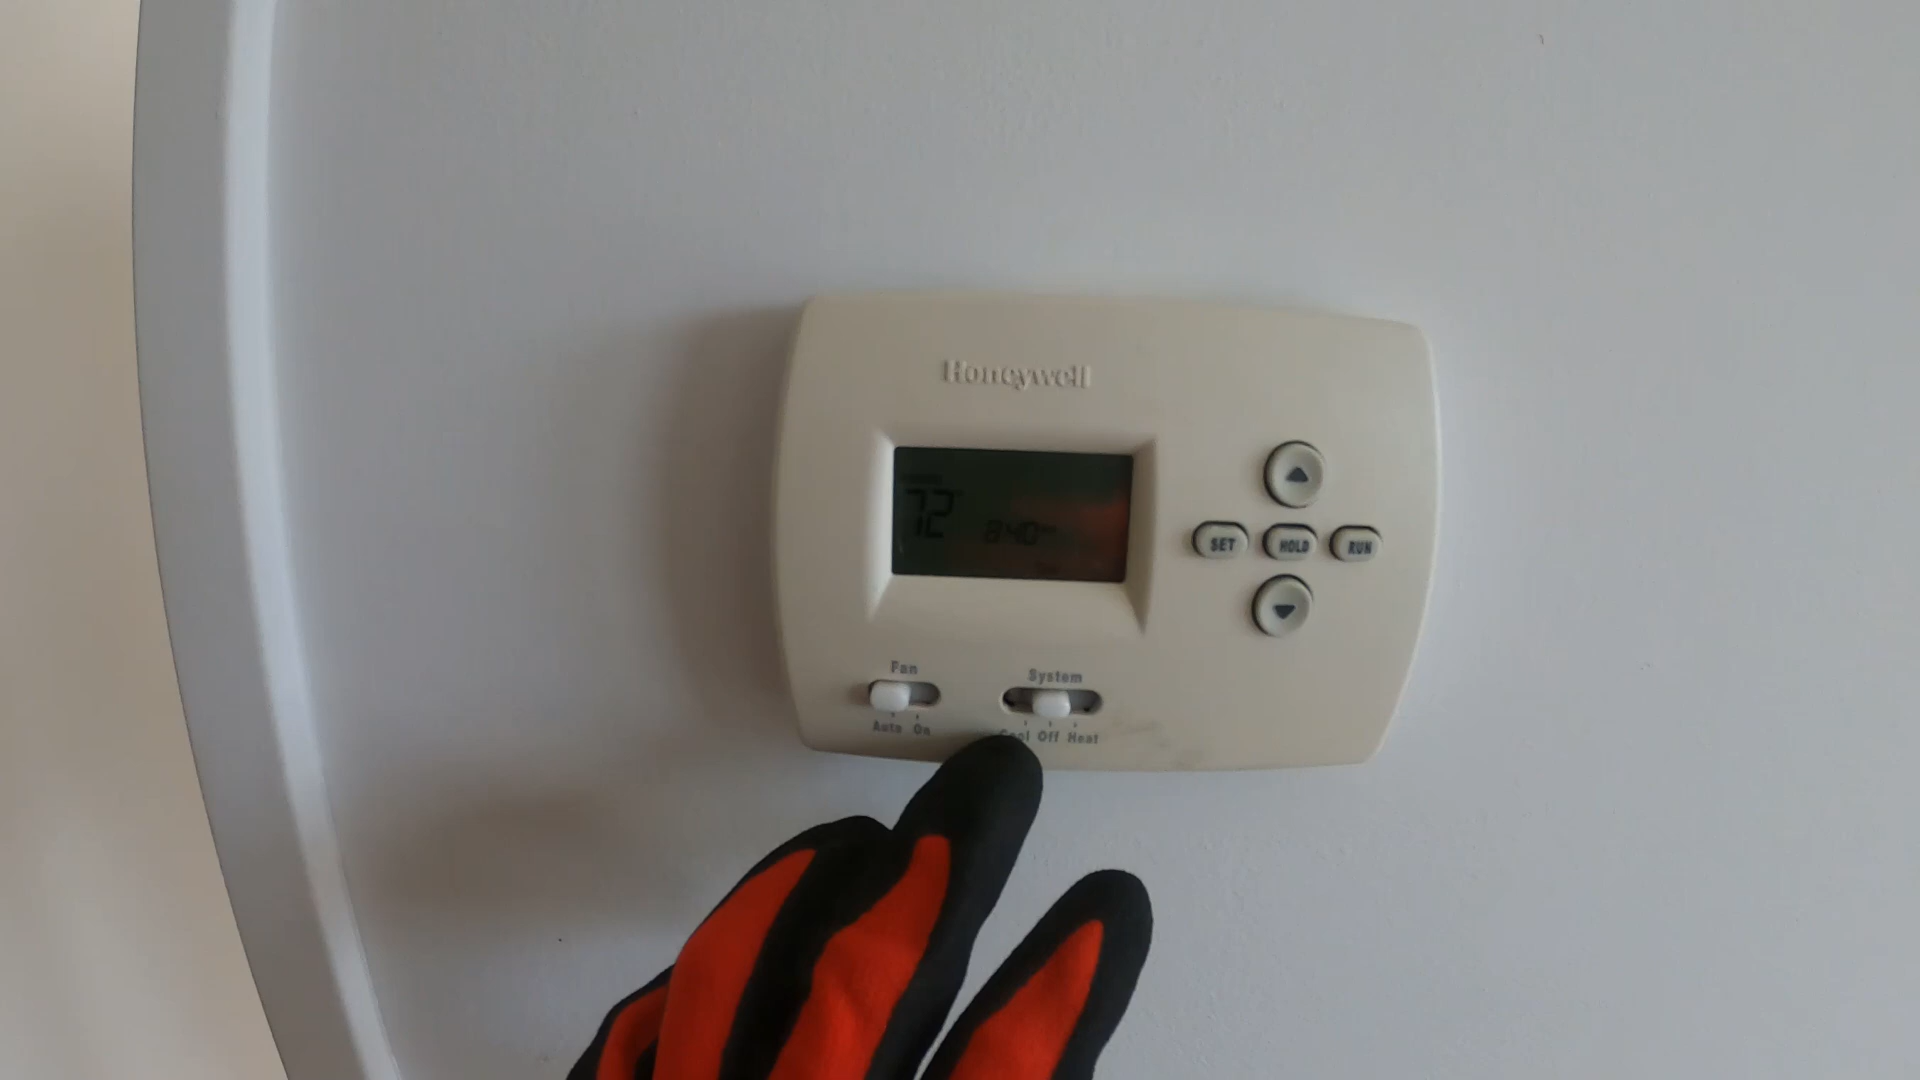 Honeywell
72°
8:40
SET HOLD RUN
Fan
System
Auto On
Cool Off Heat